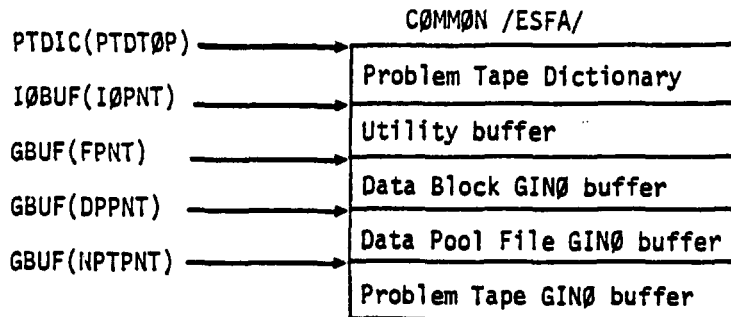 CØMMØN /ESFA/
PTDIC(PTDTØP)
Problem Tape Dictionary
IØBUF(IØPNT)
Utility buffer
GBUF(FPNT)
Data Block GINØ buffer
GBUF(DPPNT)
Data Pool File GINØ buffer
GBUF(NPTPNT)
Problem Tape GINØ buffer